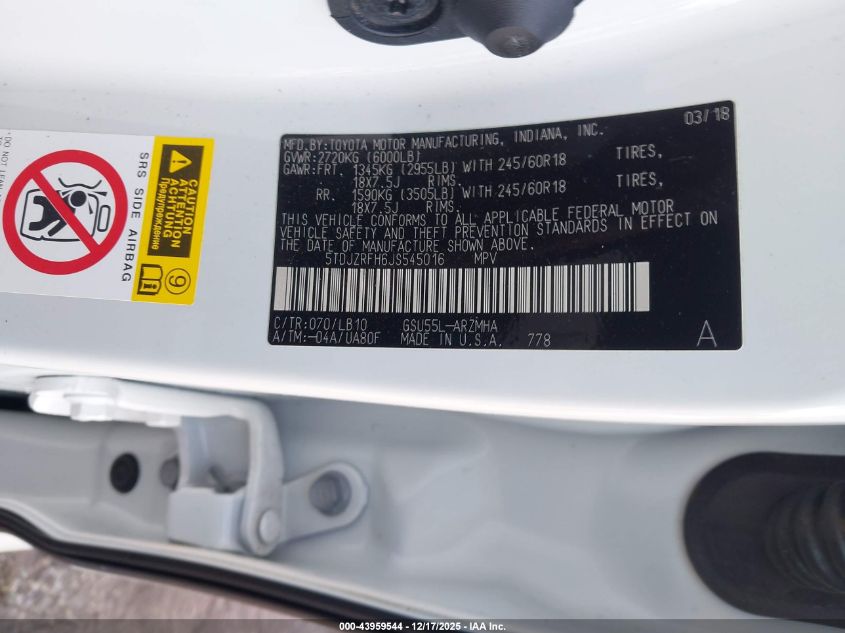 03/18
MFD.BY:TOYOTA MOTOR MANUFACTURING, INDIANA, INC.
GVWR:2720KG (6000LB)
GAWR:FRT. 1345KG (2955LB) WITH 245/60R18 TIRES,
18X7.5J RIMS.
RR. 1590KG (3505LB) WITH 245/60R18 TIRES,
18X7.5J RIMS.
THIS VEHICLE CONFORMS TO ALL APPLICABLE FEDERAL MOTOR
VEHICLE SAFETY AND THEFT PREVENTION STANDARDS IN EFFECT ON
THE DATE OF MANUFACTURE SHOWN ABOVE.
5TDJZRFH6JS545016 MPV
C/TR:070/LB10 GSU55L-ARZMHA
A/TM:-04A/UA80F MADE IN U.S.A. 778 A
SRS SIDE AIRBAG
CAUTION
ATTENTION
ACHTUNG
Предупреждение
9
000-43959544 - 12/17/2025 - IAA Inc.